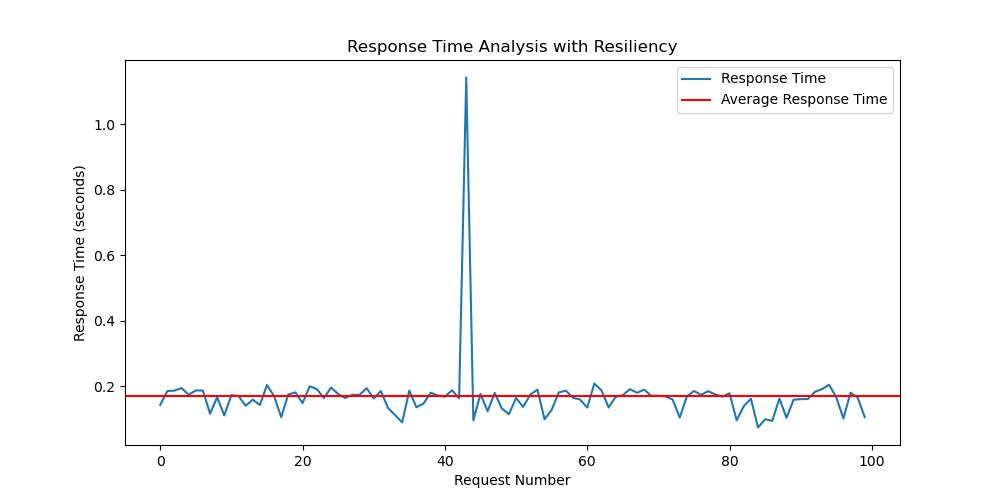 Response Time Analysis with Resiliency
Response Time
Average Response Time
Response Time (seconds)
1.0
0.8
0.6
0.4
0.2
0 20 40 60 80 100
Request Number